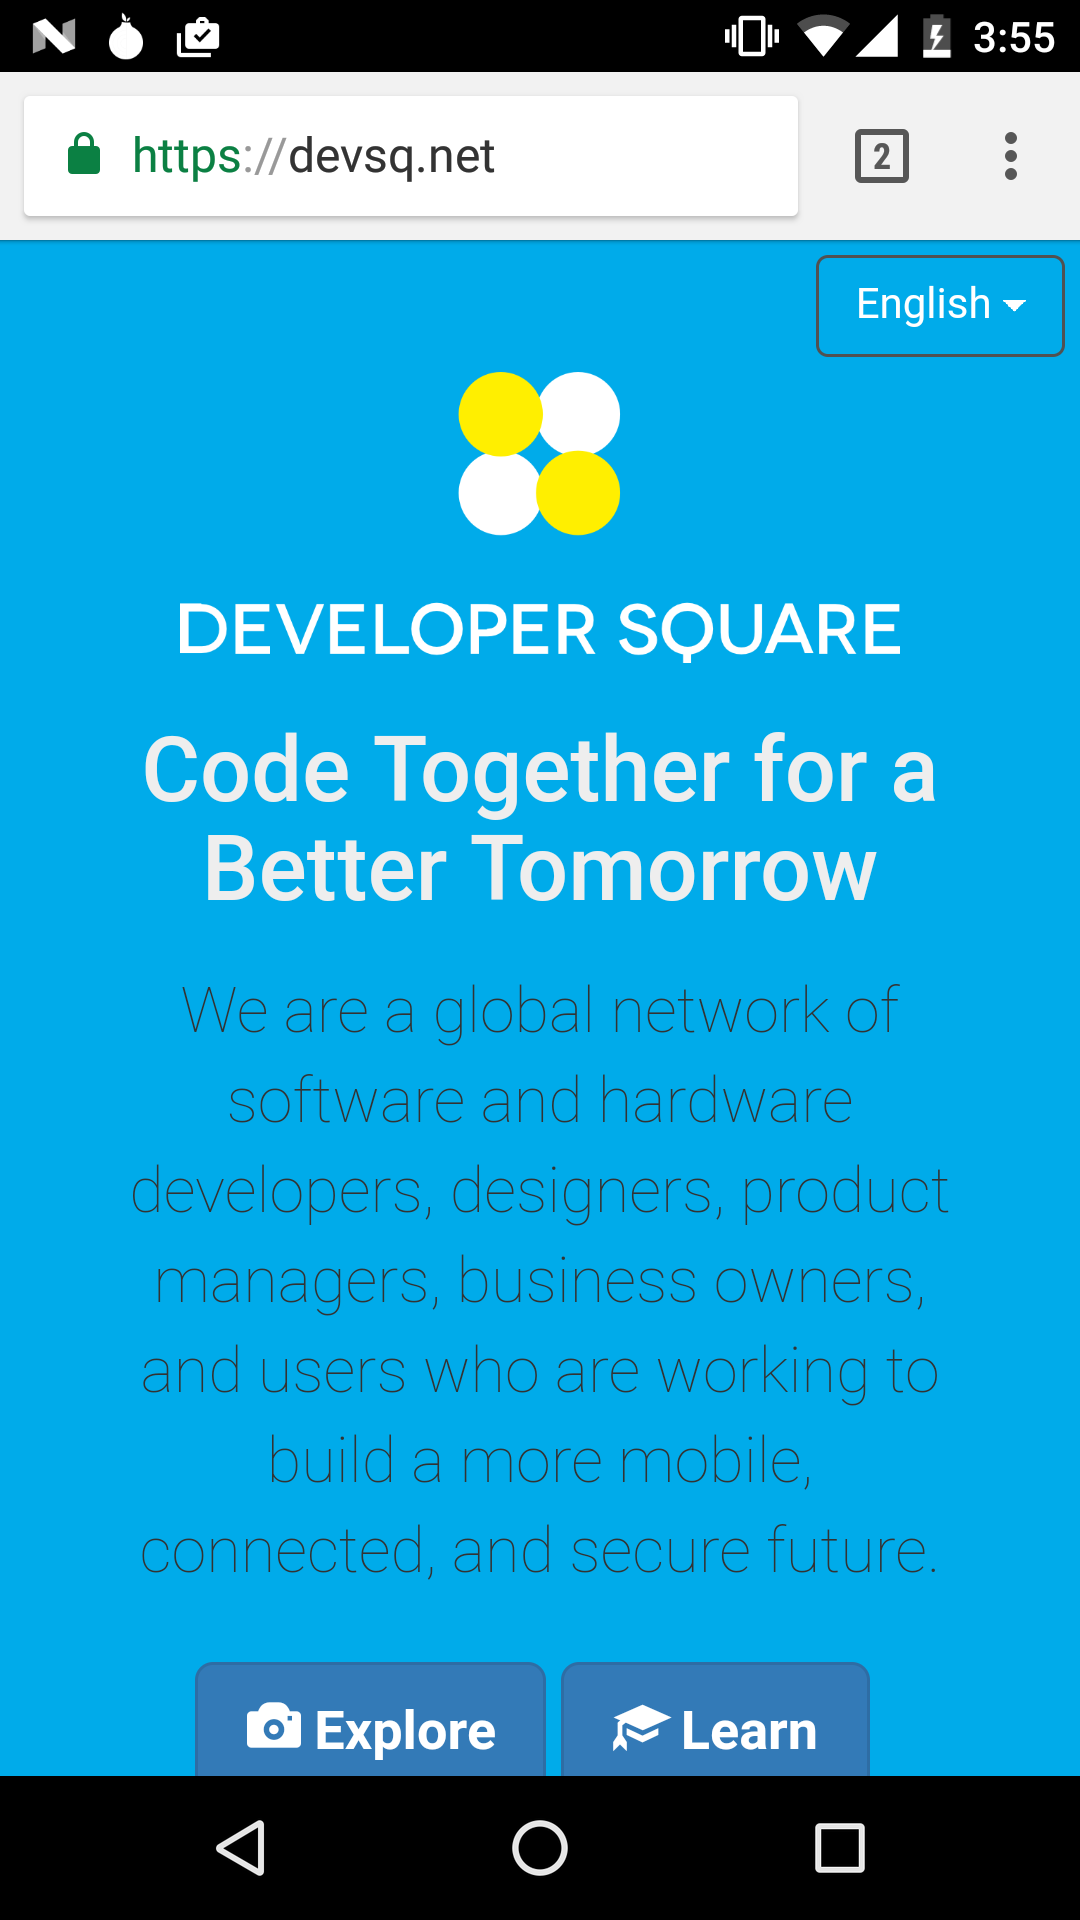 3:55
https://devsq.net
2
English
DEVELOPER SQUARE
Code Together for a
Better Tomorrow
We are a global network of
software and hardware
developers, designers, product
managers, business owners,
and users who are working to
build a more mobile,
connected, and secure future.
Explore Learn